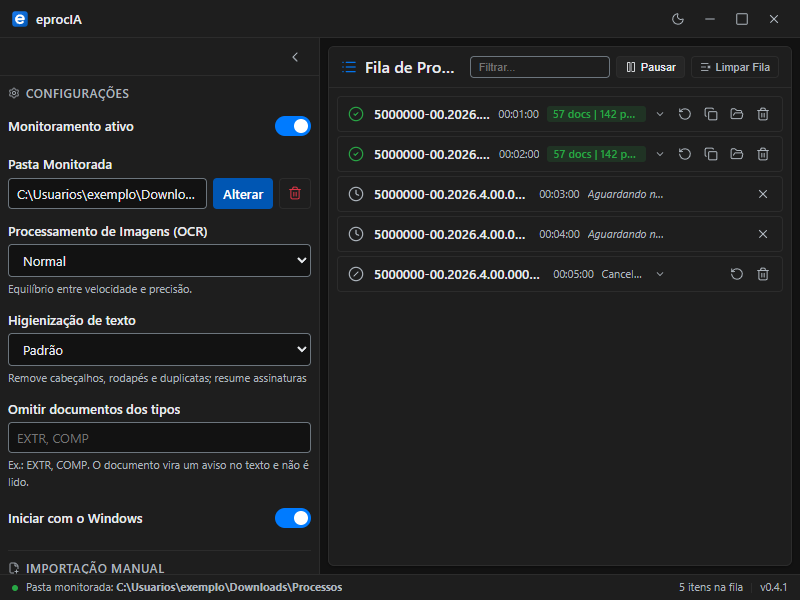 eprocIA
CONFIGURAÇÕES
Monitoramento ativo
Pasta Monitorada
C:\Usuarios\exemplo\Downlo... Alterar
Processamento de Imagens (OCR)
Normal
Equilíbrio entre velocidade e precisão.
Higienização de texto
Padrão
Remove cabeçalhos, rodapés e duplicatas; resume assinaturas
Omitir documentos dos tipos
EXTR, COMP
Ex.: EXTR, COMP. O documento vira um aviso no texto e não é
lido.
Iniciar com o Windows
IMPORTAÇÃO MANUAL
Fila de Pro... Filtrar... Pausar Limpar Fila
5000000-00.2026.... 00:01:00 57 docs | 142 p...
5000000-00.2026.... 00:02:00 57 docs | 142 p...
5000000-00.2026.4.00.0... 00:03:00 Aguardando n...
5000000-00.2026.4.00.0... 00:04:00 Aguardando n...
5000000-00.2026.4.00.000... 00:05:00 Cancel...
Pasta monitorada: C:\Usuarios\exemplo\Downloads\Processos 5 itens na fila v0.4.1